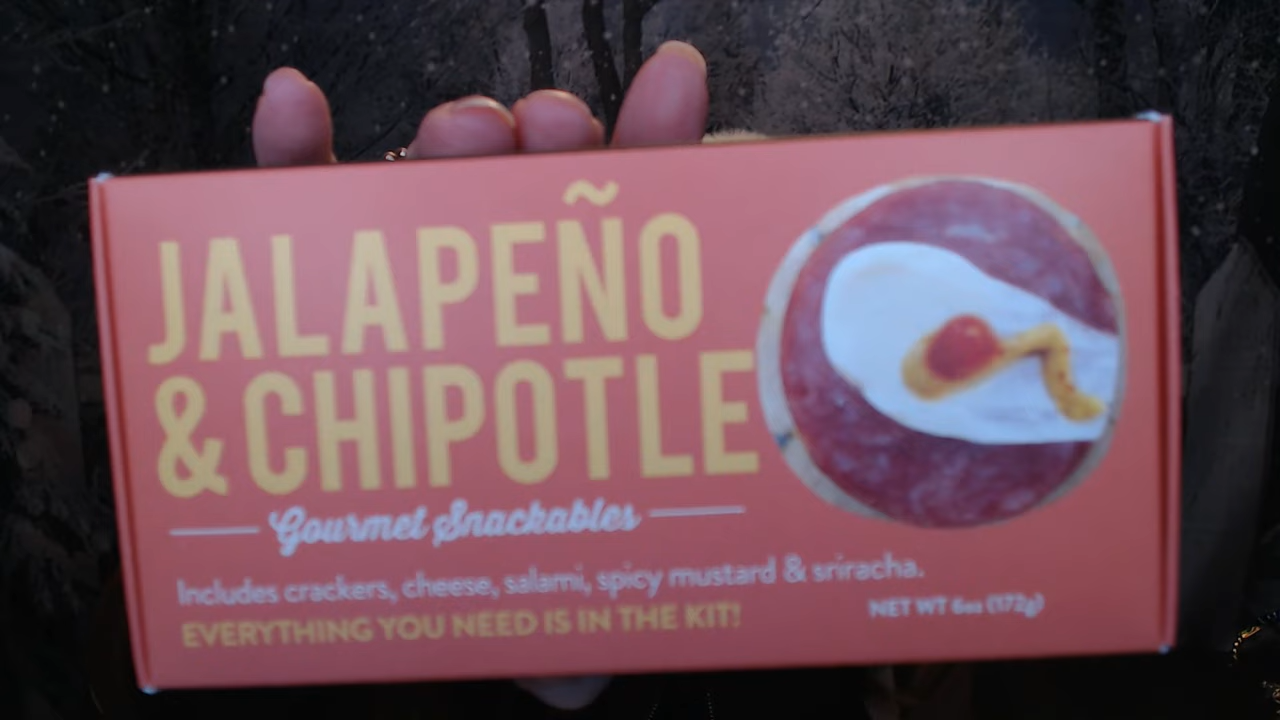 JALAPEÑO
& CHIPOTLE
Gourmet Snackables
Includes crackers, cheese, salami, spicy mustard & sriracha.
EVERYTHING YOU NEED IS IN THE KIT!
NET WT 6oz (172g)